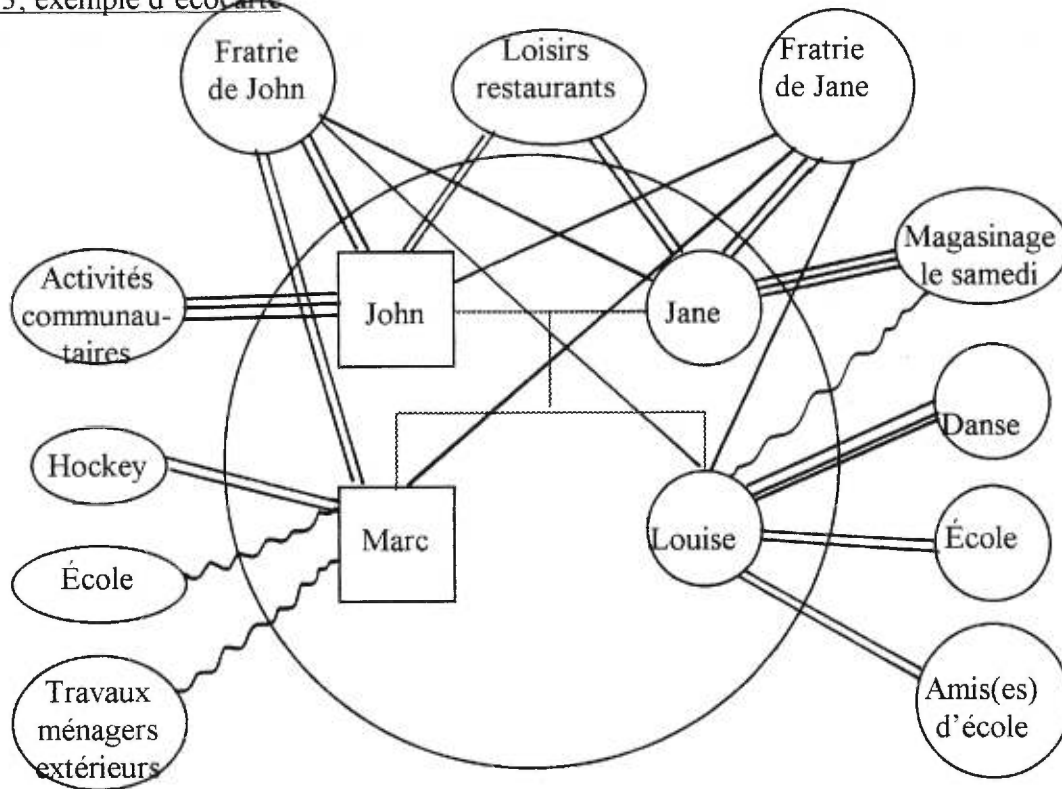 exemple d'écocarte
Fratrie
de John
Loisirs
restaurants
Fratrie
de Jane
Activités
communau-
taires
John
Jane
Magasinage
le samedi
Danse
Hockey
Marc
Louise
École
École
Travaux
ménagers
extérieurs
Amis(es)
d'école